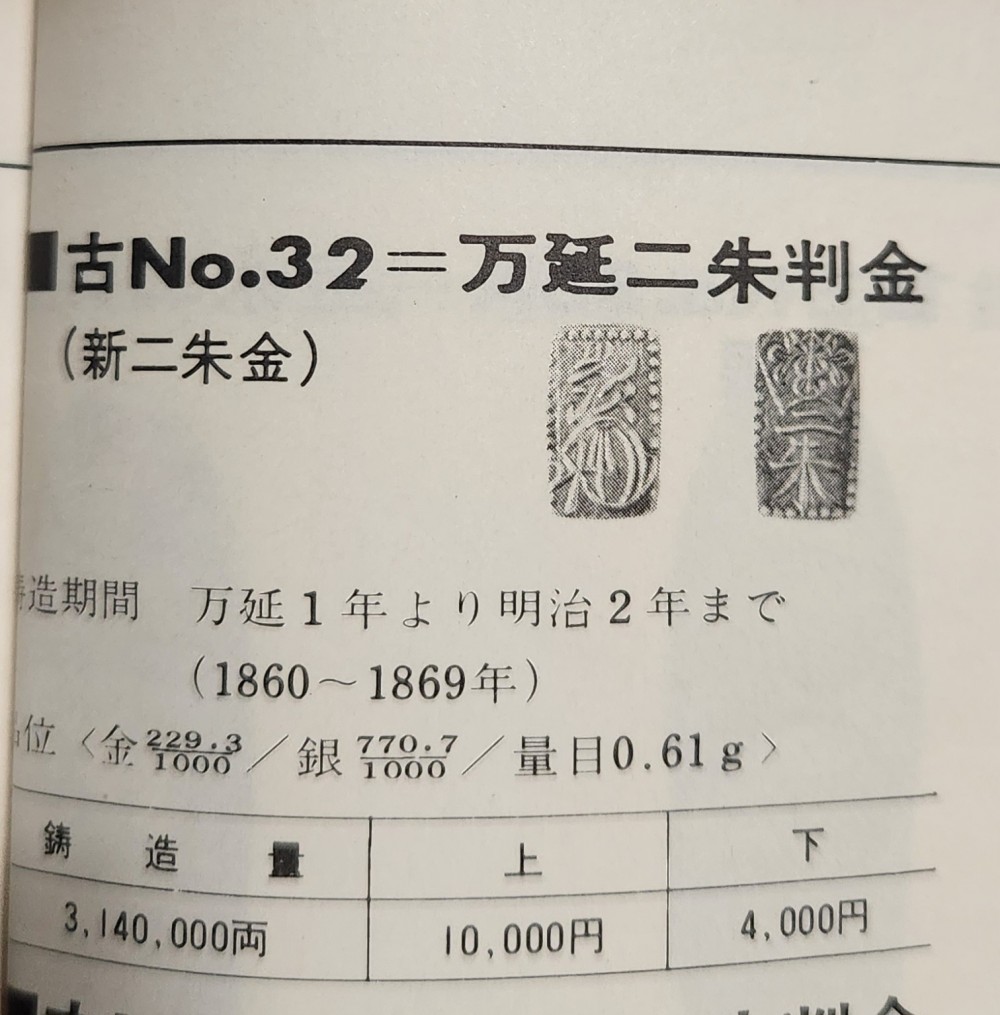 ■古No.32=万延二朱判金
(新二朱金)
造期間 万延1年より明治2年まで
(1860～1869年)
位〈金229.3/1000／銀770.7/1000／量目0.61g〉
鋳造量 上 下
3,140,000両 10,000円 4,000円